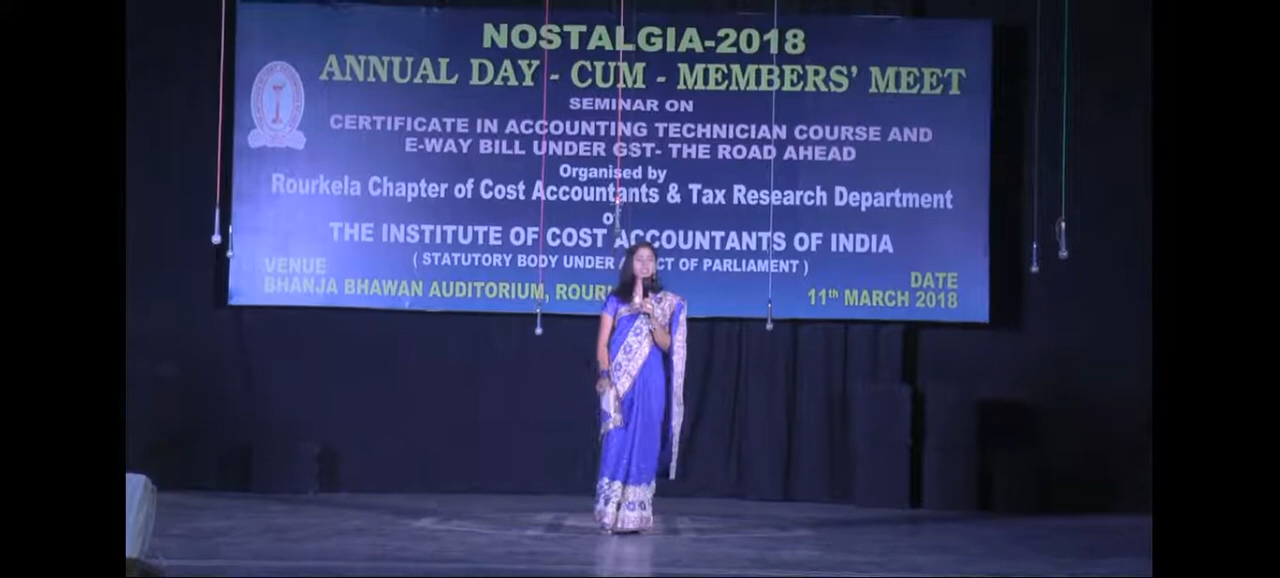 NOSTALGIA-2018
ANNUAL DAY - CUM - MEMBERS' MEET
SEMINAR ON
CERTIFICATE IN ACCOUNTING TECHNICIAN COURSE AND
E-WAY BILL UNDER GST- THE ROAD AHEAD
Organised by
Rourkela Chapter of Cost Accountants & Tax Research Department
of
THE INSTITUTE OF COST ACCOUNTANTS OF INDIA
( STATUTORY BODY UNDER ACT OF PARLIAMENT )
VENUE
BHANJA BHAWAN AUDITORIUM,
DATE
11th MARCH 2018